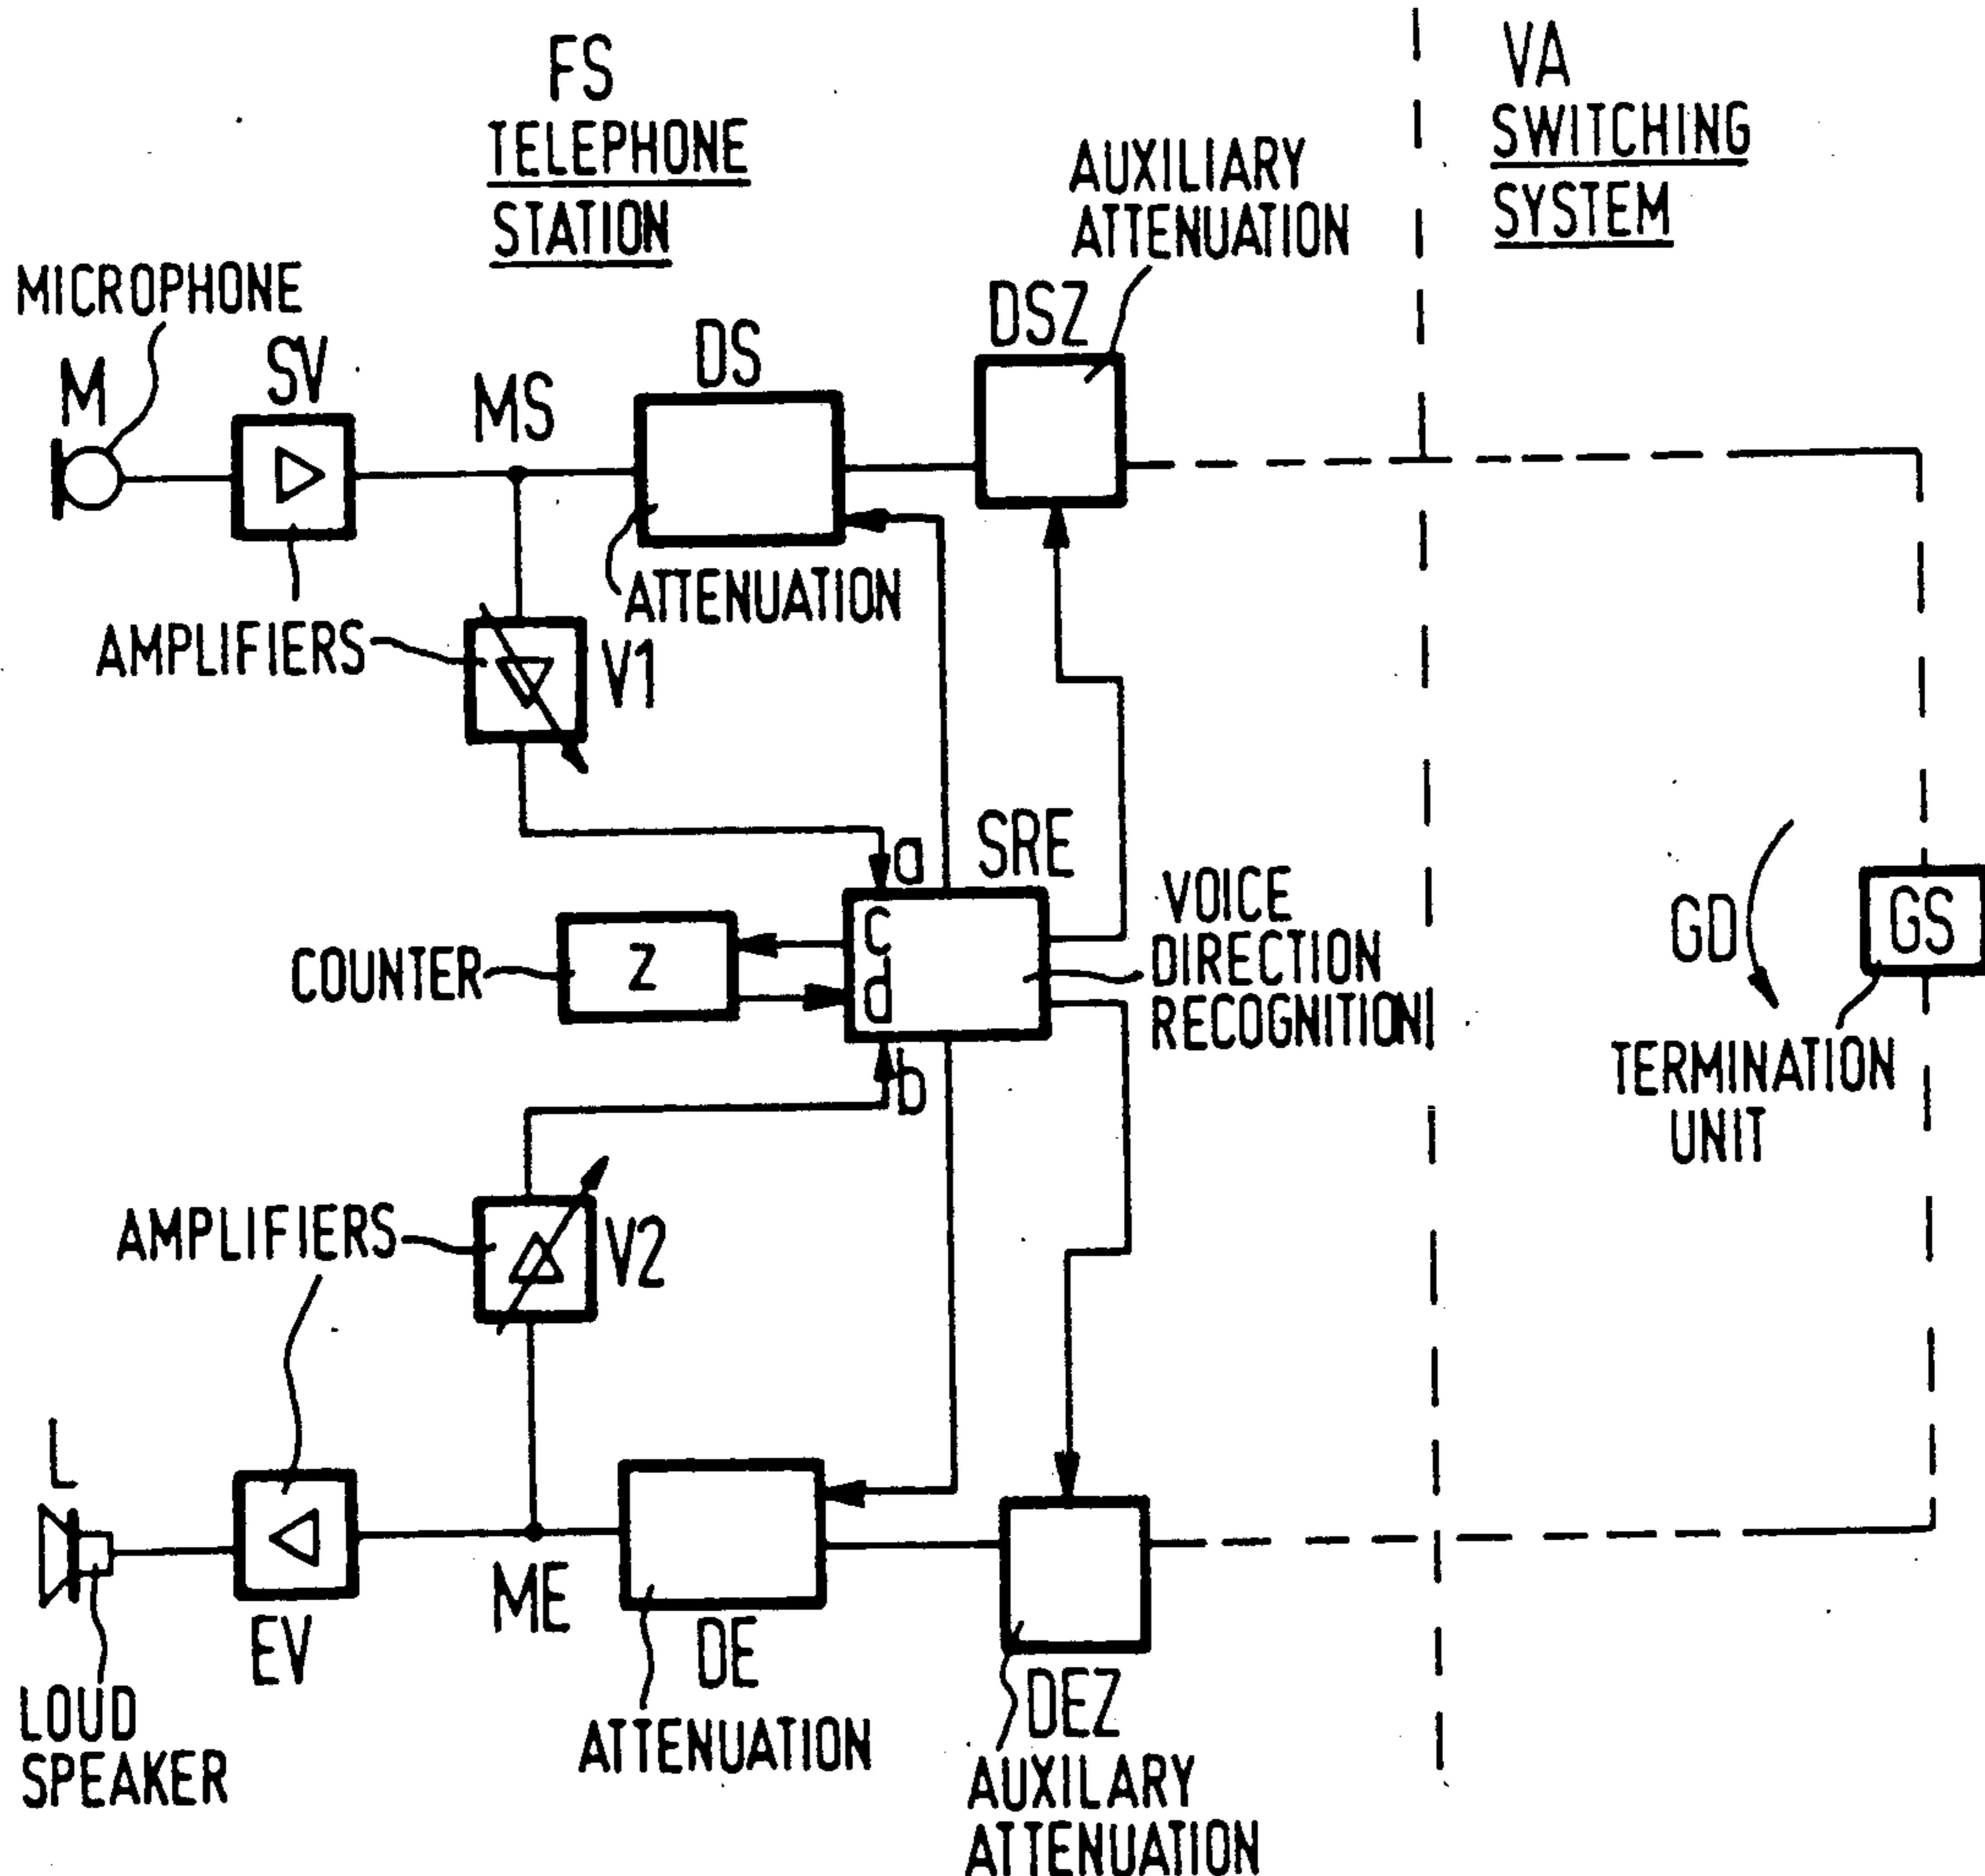 FS
TELEPHONE
STATION
VA
SWITCHING
SYSTEM
AUXILIARY
ATTENUATION
MICROPHONE
M
SV
MS
DS
DSZ
ATTENUATION
AMPLIFIERS
V1
a
SRE
c
d
b
Z
COUNTER
VOICE
DIRECTION
RECOGNITION
GD
GS
TERMINATION
UNIT
AMPLIFIERS
V2
L
EV
ME
DE
DEZ
LOUD
SPEAKER
ATTENUATION
AUXILARY
ATTENUATION